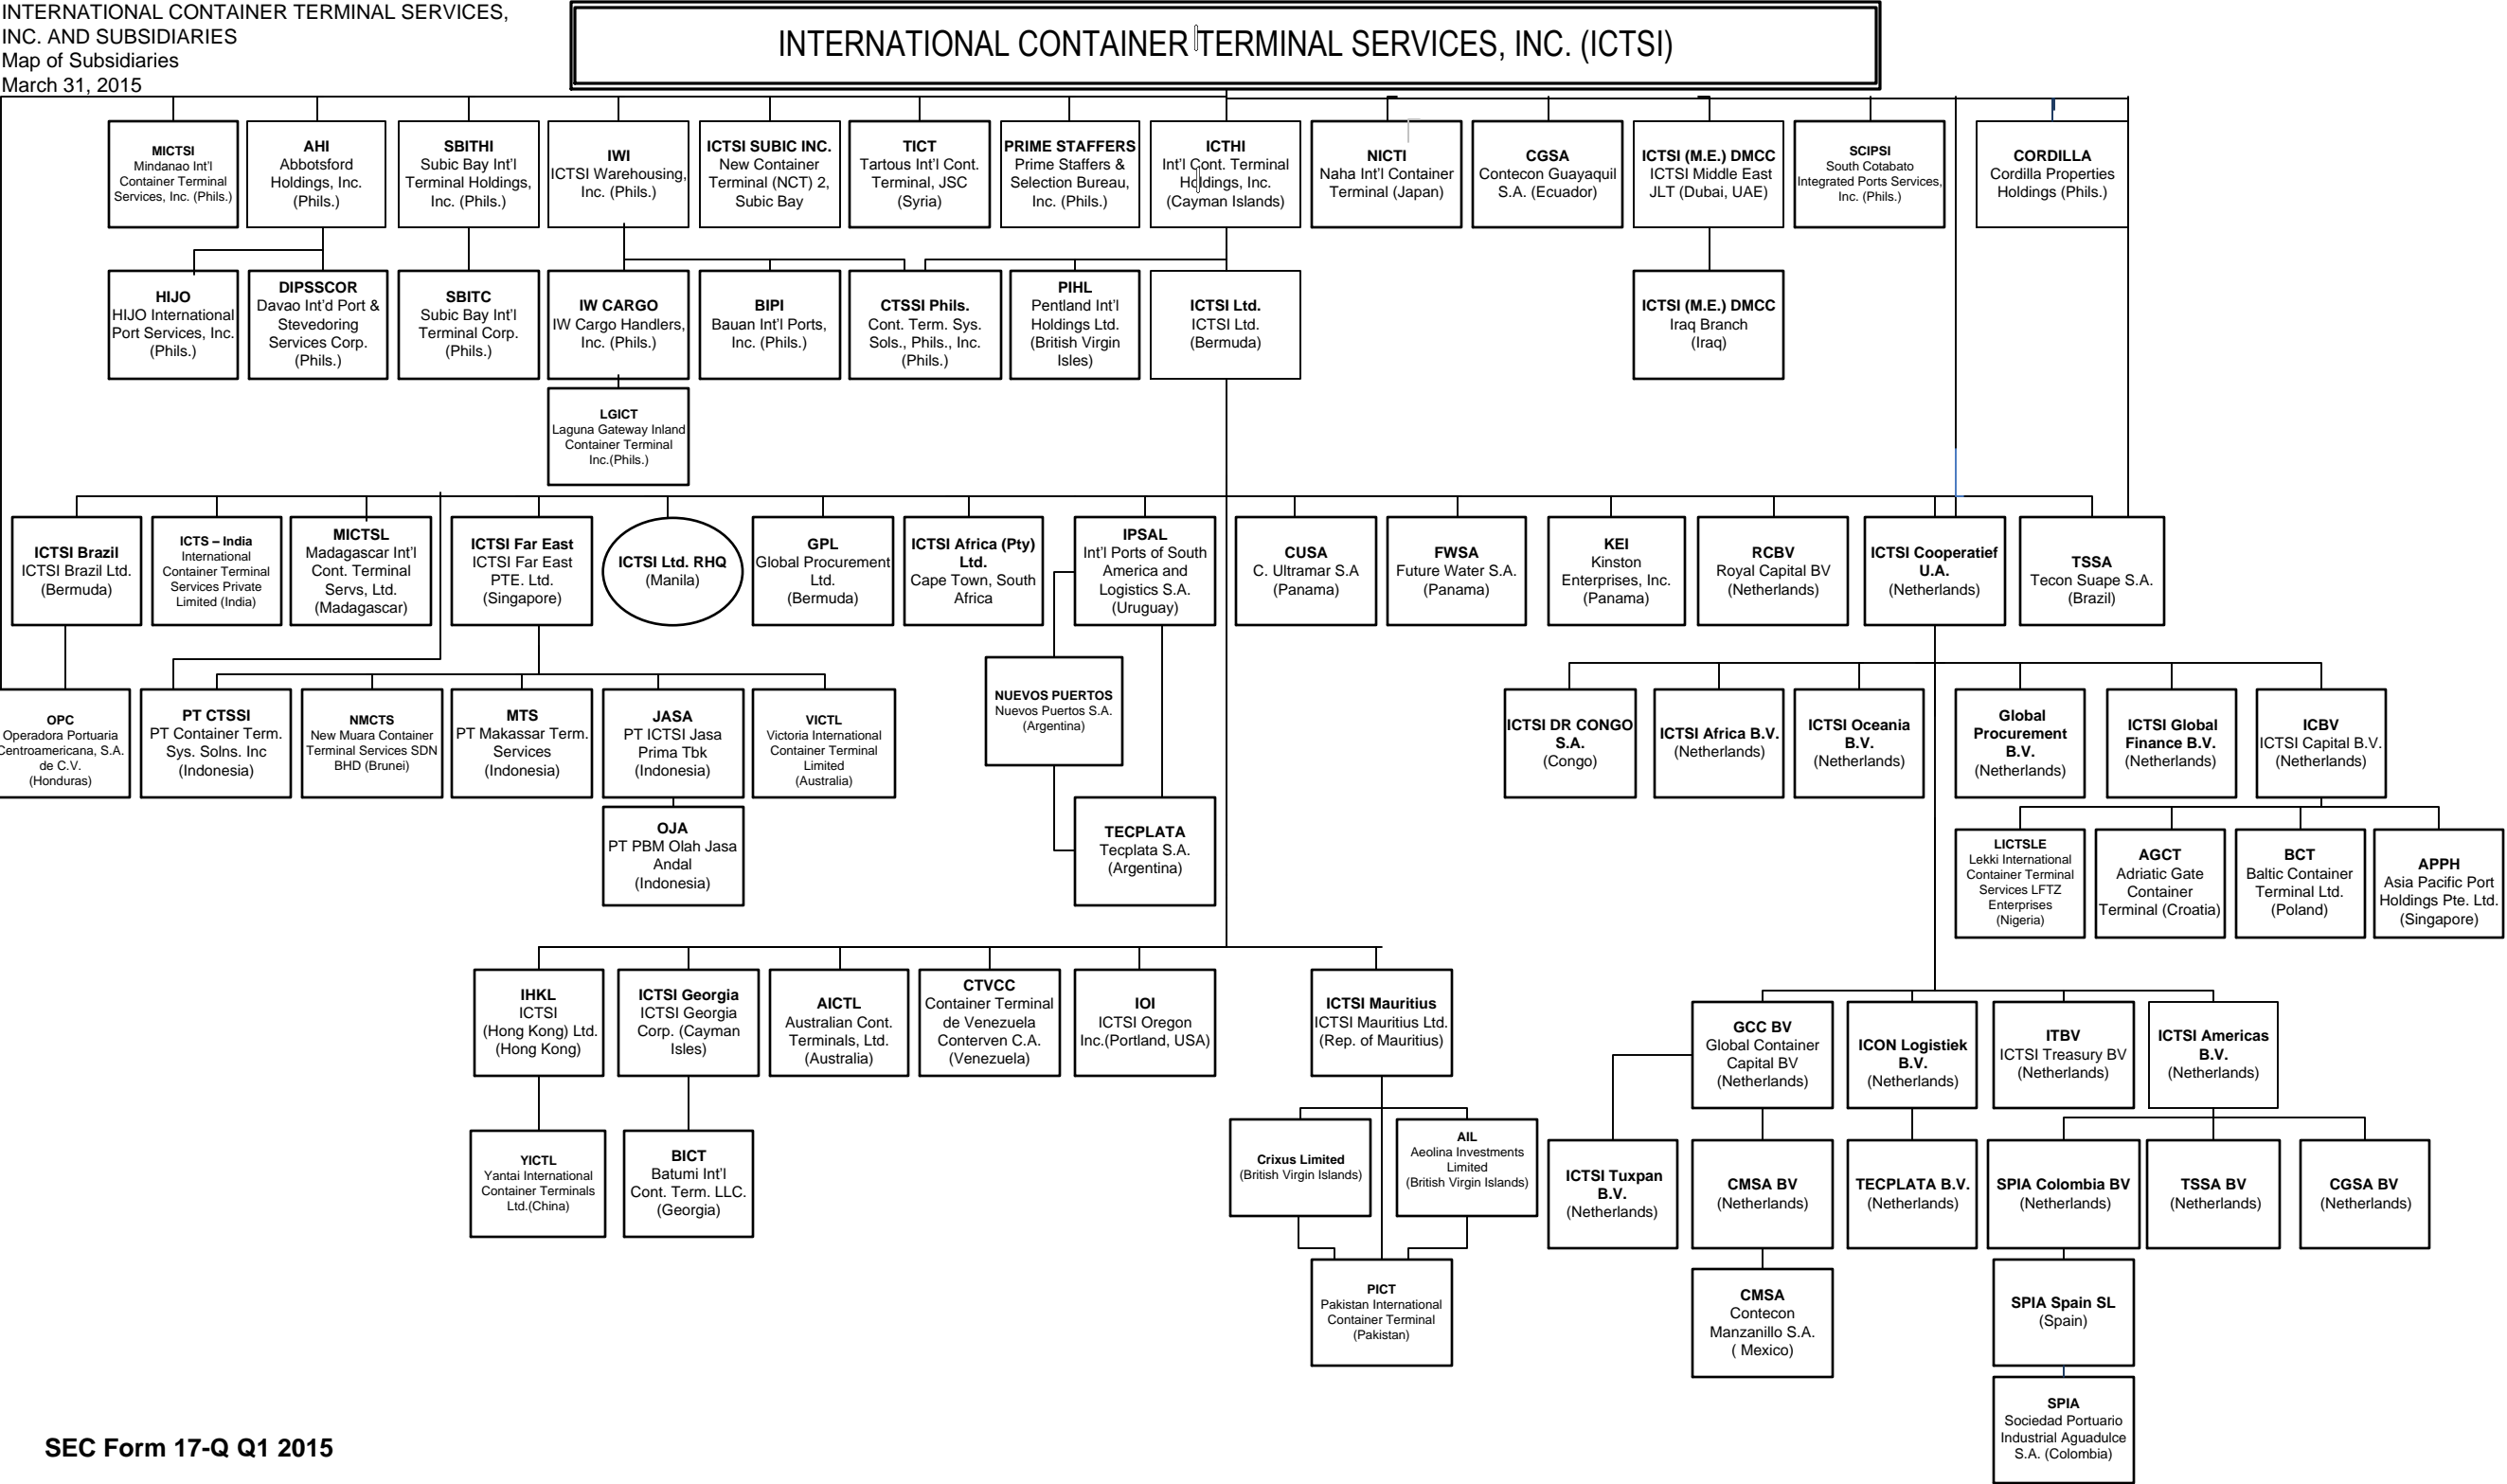 INTERNATIONAL CONTAINER TERMINAL SERVICES,
INC. AND SUBSIDIARIES
Map of Subsidiaries
March 31, 2015
INTERNATIONAL CONTAINER TERMINAL SERVICES, INC. (ICTSI)
MICTSI
Mindanao Int'l
Container Terminal
Services, Inc. (Phils.)
AHI
Abbotsford
Holdings, Inc.
(Phils.)
SBITHI
Subic Bay Int'l
Terminal Holdings,
Inc. (Phils.)
IWI
ICTSI Warehousing,
Inc. (Phils.)
ICTSI SUBIC INC.
New Container
Terminal (NCT) 2,
Subic Bay
TICT
Tartous Int'l Cont.
Terminal, JSC
(Syria)
PRIME STAFFERS
Prime Staffers &
Selection Bureau,
Inc. (Phils.)
ICTHI
Int'l Cont. Terminal
Holdings, Inc.
(Cayman Islands)
NICTI
Naha Int'l Container
Terminal (Japan)
CGSA
Contecon Guayaquil
S.A. (Ecuador)
ICTSI (M.E.) DMCC
ICTSI Middle East
JLT (Dubai, UAE)
SCIPSI
South Cotabato
Integrated Ports Services,
Inc. (Phils.)
CORDILLA
Cordilla Properties
Holdings (Phils.)
HIJO
HIJO International
Port Services, Inc.
(Phils.)
DIPSSCOR
Davao Int'd Port &
Stevedoring
Services Corp.
(Phils.)
SBITC
Subic Bay Int'l
Terminal Corp.
(Phils.)
IW CARGO
IW Cargo Handlers,
Inc. (Phils.)
BIPI
Bauan Int'l Ports,
Inc. (Phils.)
CTSSI Phils.
Cont. Term. Sys.
Sols., Phils., Inc.
(Phils.)
PIHL
Pentland Int'l
Holdings Ltd.
(British Virgin
Isles)
ICTSI Ltd.
ICTSI Ltd.
(Bermuda)
ICTSI (M.E.) DMCC
Iraq Branch
(Iraq)
LGICT
Laguna Gateway Inland
Container Terminal
Inc.(Phils.)
ICTSI Brazil
ICTSI Brazil Ltd.
(Bermuda)
ICTS – India
International
Container Terminal
Services Private
Limited (India)
MICTSL
Madagascar Int'l
Cont. Terminal
Servs, Ltd.
(Madagascar)
ICTSI Far East
ICTSI Far East
PTE. Ltd.
(Singapore)
ICTSI Ltd. RHQ
(Manila)
GPL
Global Procurement
Ltd.
(Bermuda)
ICTSI Africa (Pty)
Ltd.
Cape Town, South
Africa
IPSAL
Int'l Ports of South
America and
Logistics S.A.
(Uruguay)
CUSA
C. Ultramar S.A
(Panama)
FWSA
Future Water S.A.
(Panama)
KEI
Kinston
Enterprises, Inc.
(Panama)
RCBV
Royal Capital BV
(Netherlands)
ICTSI Cooperatief
U.A.
(Netherlands)
TSSA
Tecon Suape S.A.
(Brazil)
OPC
Operadora Portuaria
Centroamericana, S.A.
de C.V.
(Honduras)
PT CTSSI
PT Container Term.
Sys. Solns. Inc
(Indonesia)
NMCTS
New Muara Container
Terminal Services SDN
BHD (Brunei)
MTS
PT Makassar Term.
Services
(Indonesia)
JASA
PT ICTSI Jasa
Prima Tbk
(Indonesia)
VICTL
Victoria International
Container Terminal
Limited
(Australia)
NUEVOS PUERTOS
Nuevos Puertos S.A.
(Argentina)
ICTSI DR CONGO
S.A.
(Congo)
ICTSI Africa B.V.
(Netherlands)
ICTSI Oceania
B.V.
(Netherlands)
Global
Procurement
B.V.
(Netherlands)
ICTSI Global
Finance B.V.
(Netherlands)
ICBV
ICTSI Capital B.V.
(Netherlands)
OJA
PT PBM Olah Jasa
Andal
(Indonesia)
TECPLATA
Tecplata S.A.
(Argentina)
LICTSLE
Lekki International
Container Terminal
Services LFTZ
Enterprises
(Nigeria)
AGCT
Adriatic Gate
Container
Terminal (Croatia)
BCT
Baltic Container
Terminal Ltd.
(Poland)
APPH
Asia Pacific Port
Holdings Pte. Ltd.
(Singapore)
IHKL
ICTSI
(Hong Kong) Ltd.
(Hong Kong)
ICTSI Georgia
ICTSI Georgia
Corp. (Cayman
Isles)
AICTL
Australian Cont.
Terminals, Ltd.
(Australia)
CTVCC
Container Terminal
de Venezuela
Conterven C.A.
(Venezuela)
IOI
ICTSI Oregon
Inc.(Portland, USA)
ICTSI Mauritius
ICTSI Mauritius Ltd.
(Rep. of Mauritius)
GCC BV
Global Container
Capital BV
(Netherlands)
ICON Logistiek
B.V.
(Netherlands)
ITBV
ICTSI Treasury BV
(Netherlands)
ICTSI Americas
B.V.
(Netherlands)
YICTL
Yantai International
Container Terminals
Ltd.(China)
BICT
Batumi Int'l
Cont. Term. LLC.
(Georgia)
Crixus Limited
(British Virgin Islands)
AIL
Aeolina Investments
Limited
(British Virgin Islands)
ICTSI Tuxpan
B.V.
(Netherlands)
CMSA BV
(Netherlands)
TECPLATA B.V.
(Netherlands)
SPIA Colombia BV
(Netherlands)
TSSA BV
(Netherlands)
CGSA BV
(Netherlands)
PICT
Pakistan International
Container Terminal
(Pakistan)
CMSA
Contecon
Manzanillo S.A.
( Mexico)
SPIA Spain SL
(Spain)
SPIA
Sociedad Portuario
Industrial Aguadulce
S.A. (Colombia)
SEC Form 17-Q Q1 2015